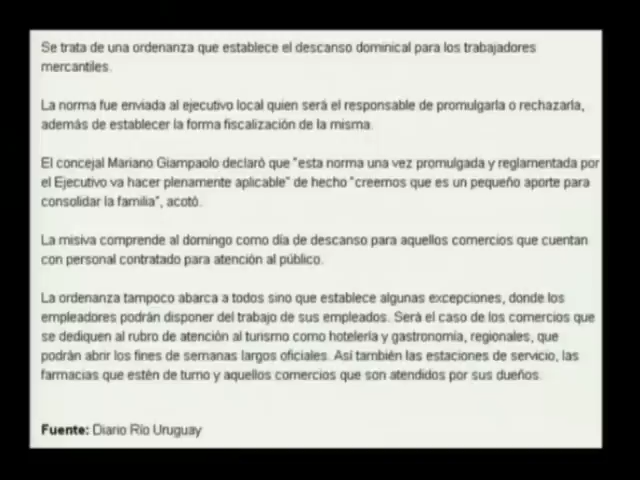 Se trata de una ordenanza que establece el descanso dominical para los trabajadores
mercantiles.
La norma fue enviada al ejecutivo local quien será el responsable de promulgarla o rechazarla,
además de establecer la forma fiscalización de la misma.
El concejal Mariano Giampaolo declaró que "esta norma una vez promulgada y reglamentada por
el Ejecutivo va hacer plenamente aplicable" de hecho "creemos que es un pequeño aporte para
consolidar la familia", acotó.
La misiva comprende al domingo como día de descanso para aquellos comercios que cuentan
con personal contratado para atención al público.
La ordenanza tampoco abarca a todos sino que establece algunas excepciones, donde los
empleadores podrán disponer del trabajo de sus empleados. Será el caso de los comercios que
se dediquen al rubro de atención al turismo como hotelería y gastronomía, regionales, que
podrán abrir los fines de semanas largos oficiales. Así también las estaciones de servicio, las
farmacias que estén de turno y aquellos comercios que son atendidos por sus dueños.
Fuente: Diario Río Uruguay